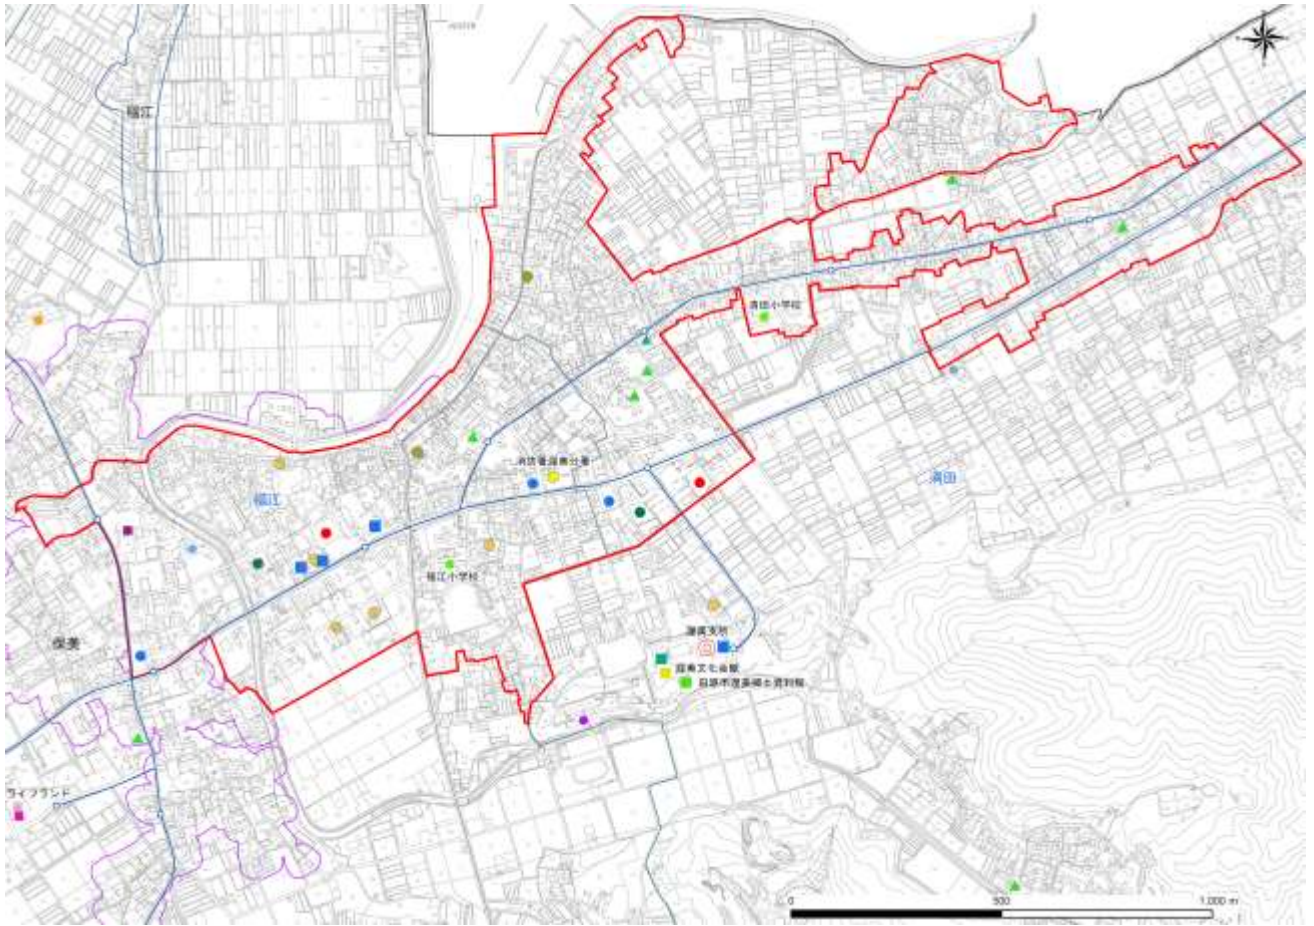 福江
清田小学校
消防署渥美分署
福江
清田
福江小学校
保美
渥美支所
渥美文化会館
田原市渥美郷土資料館
ライフランド
0
500
1,000 m